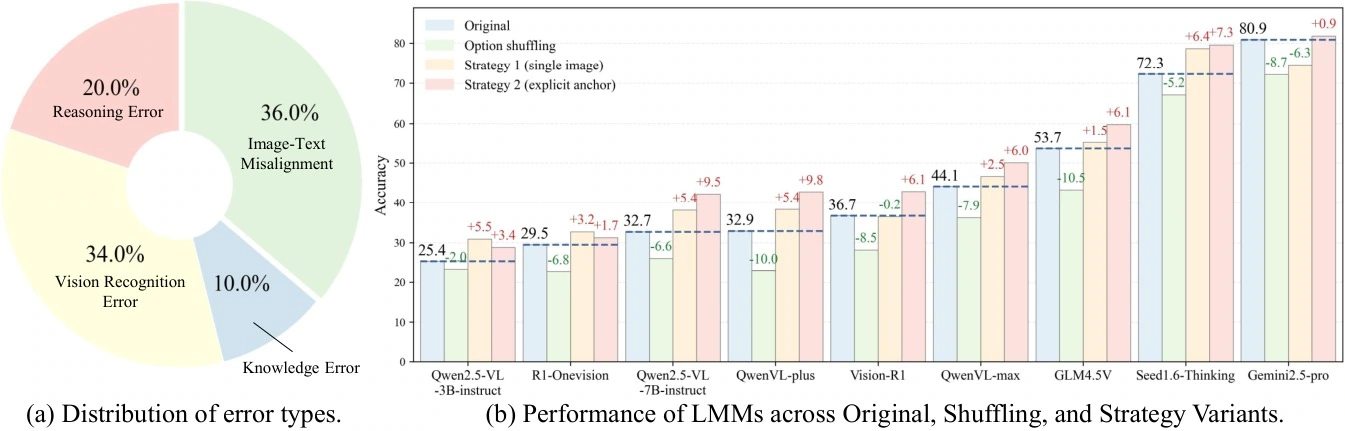 20.0%
Reasoning Error
36.0%
Image-Text
Misalignment
34.0%
Vision Recognition
Error
10.0%
Knowledge Error
(a) Distribution of error types.
Original
Option shuffling
Strategy 1 (single image)
Strategy 2 (explicit anchor)
Accuracy
80
70
60
50
40
30
20
10
0
25.4 -2.0 +5.5 +3.4
29.5 -6.8 +3.2 +1.7
32.7 -6.6 +5.4 +9.5
32.9 -10.0 +5.4 +9.8
36.7 -8.5 -0.2 +6.1
44.1 -7.9 +2.5 +6.0
53.7 -10.5 +1.5 +6.1
72.3 -5.2 +6.4 +7.3
80.9 -8.7 -6.3 +0.9
Qwen2.5-VL
-3B-instruct
R1-Onevision
Qwen2.5-VL
-7B-instruct
QwenVL-plus
Vision-R1
QwenVL-max
GLM4.5V
Seed1.6-Thinking
Gemini2.5-pro
(b) Performance of LMMs across Original, Shuffling, and Strategy Variants.